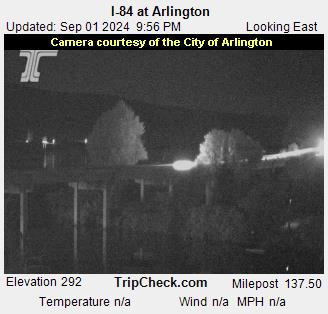 I-84 at Arlington
Updated: Sep 01 2024 9:56 PM Looking East
Camera courtesy of the City of Arlington
Elevation 292 TripCheck.com Milepost 137.50
Temperature n/a Wind n/a MPH n/a